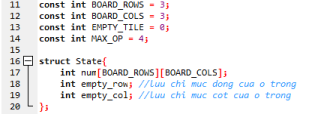 11 const int BOARD_ROWS = 3;
12 const int BOARD_COLS = 3;
13 const int EMPTY_TILE = 0;
14 const int MAX_OP = 4;
15
16 struct State{
17 int num[BOARD_ROWS][BOARD_COLS];
18 int empty_row; //luu chi muc dong cua o trong
19 int empty_col; //luu chi muc cot cua o trong
20 };